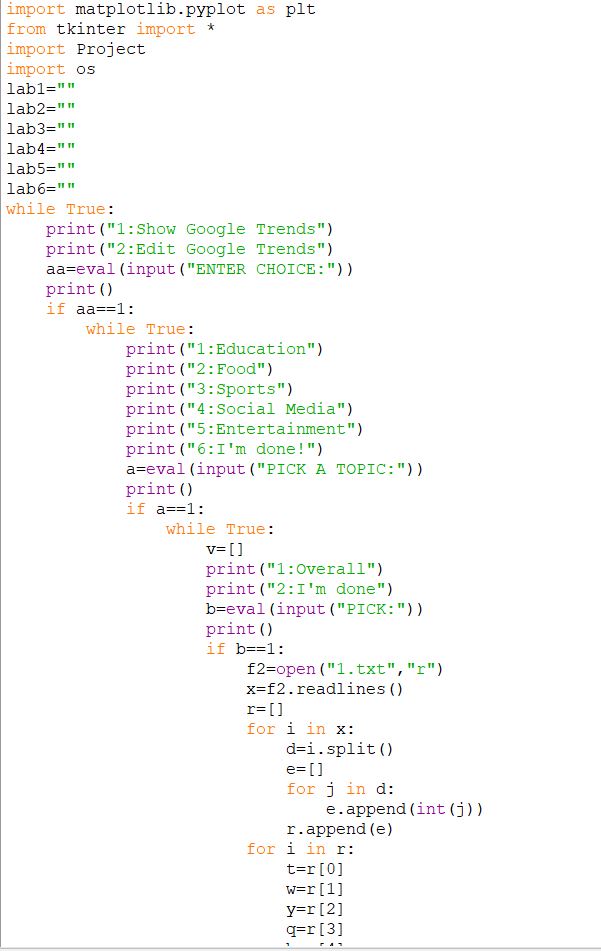 import matplotlib.pyplot as plt
from tkinter import *
import Project
import os
lab1=""
lab2=""
lab3=""
lab4=""
lab5=""
lab6=""
while True:
    print("1:Show Google Trends")
    print("2:Edit Google Trends")
    aa=eval(input("ENTER CHOICE:"))
    print()
    if aa==1:
        while True:
            print("1:Education")
            print("2:Food")
            print("3:Sports")
            print("4:Social Media")
            print("5:Entertainment")
            print("6:I'm done!")
            a=eval(input("PICK A TOPIC:"))
            print()
            if a==1:
                while True:
                    v=[]
                    print("1:Overall")
                    print("2:I'm done")
                    b=eval(input("PICK:"))
                    print()
                    if b==1:
                        f2=open("1.txt","r")
                        x=f2.readlines()
                        r=[]
                        for i in x:
                            d=i.split()
                            e=[]
                            for j in d:
                                e.append(int(j))
                            r.append(e)
                        for i in r:
                            t=r[0]
                            w=r[1]
                            y=r[2]
                            q=r[3]